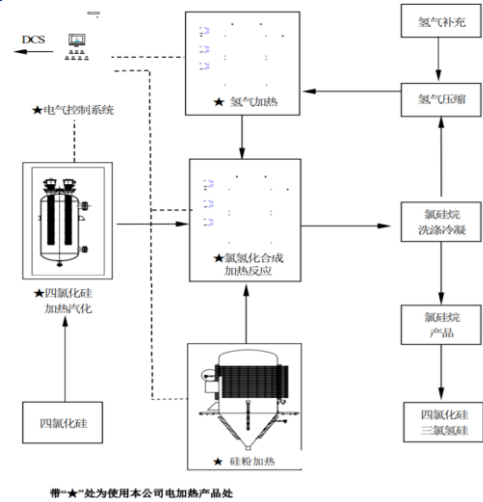 DCS
★电气控制系统
★ 氢气加热
氢气补充
氢气压缩
★四氯化硅
加热汽化
★氯氢化合成
加热反应
氯硅烷
洗涤冷凝
氯硅烷
产品
四氯化硅
★ 硅粉加热
四氯化硅
三氯氢硅
带“★”处为使用本公司电加热产品处